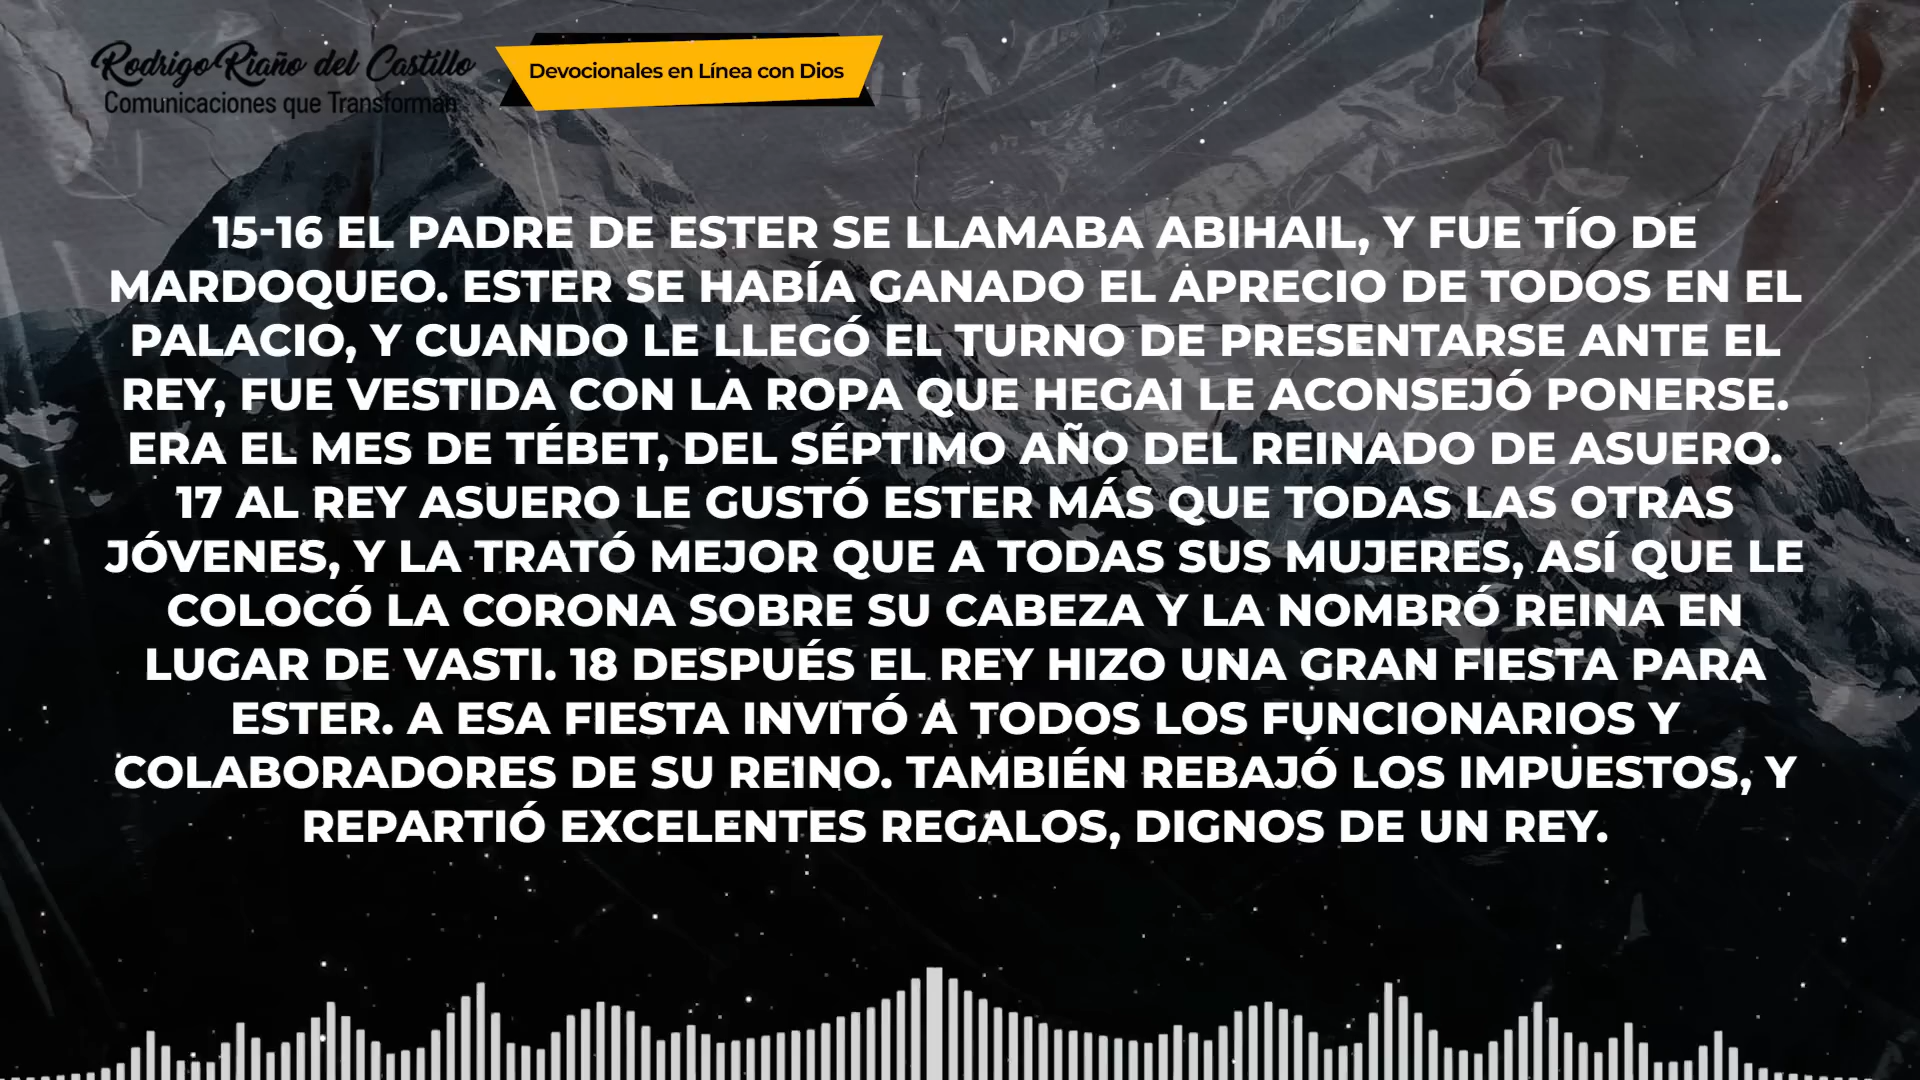 Rodrigo Riaño del Castillo
Comunicaciones que Transforman
Devocionales en Línea con Dios
15-16 EL PADRE DE ESTER SE LLAMABA ABIHAIL, Y FUE TÍO DE
MARDOQUEO. ESTER SE HABÍA GANADO EL APRECIO DE TODOS EN EL
PALACIO, Y CUANDO LE LLEGÓ EL TURNO DE PRESENTARSE ANTE EL
REY, FUE VESTIDA CON LA ROPA QUE HEGAI LE ACONSEJÓ PONERSE.
ERA EL MES DE TÉBET, DEL SÉPTIMO AÑO DEL REINADO DE ASUERO.
17 AL REY ASUERO LE GUSTÓ ESTER MÁS QUE TODAS LAS OTRAS
JÓVENES, Y LA TRATÓ MEJOR QUE A TODAS SUS MUJERES, ASÍ QUE LE
COLOCÓ LA CORONA SOBRE SU CABEZA Y LA NOMBRÓ REINA EN
LUGAR DE VASTI. 18 DESPUÉS EL REY HIZO UNA GRAN FIESTA PARA
ESTER. A ESA FIESTA INVITÓ A TODOS LOS FUNCIONARIOS Y
COLABORADORES DE SU REINO. TAMBIÉN REBAJÓ LOS IMPUESTOS, Y
REPARTIÓ EXCELENTES REGALOS, DIGNOS DE UN REY.